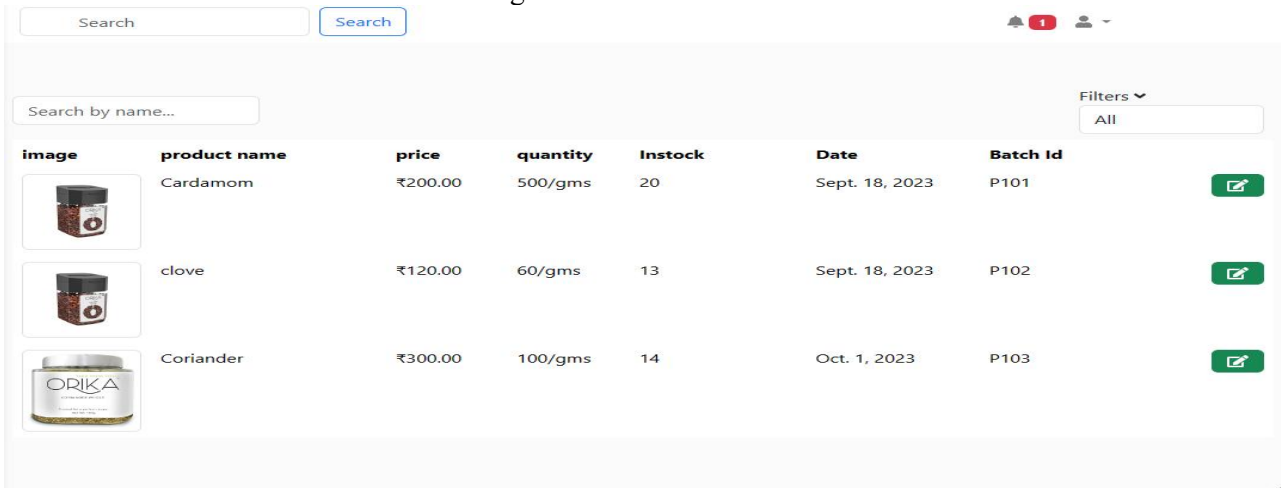 Search Search 1
Filters
Search by name... All
image product name price quantity Instock Date Batch Id
Cardamom ₹200.00 500/gms 20 Sept. 18, 2023 P101
clove ₹120.00 60/gms 13 Sept. 18, 2023 P102
Coriander ₹300.00 100/gms 14 Oct. 1, 2023 P103
ORIKA